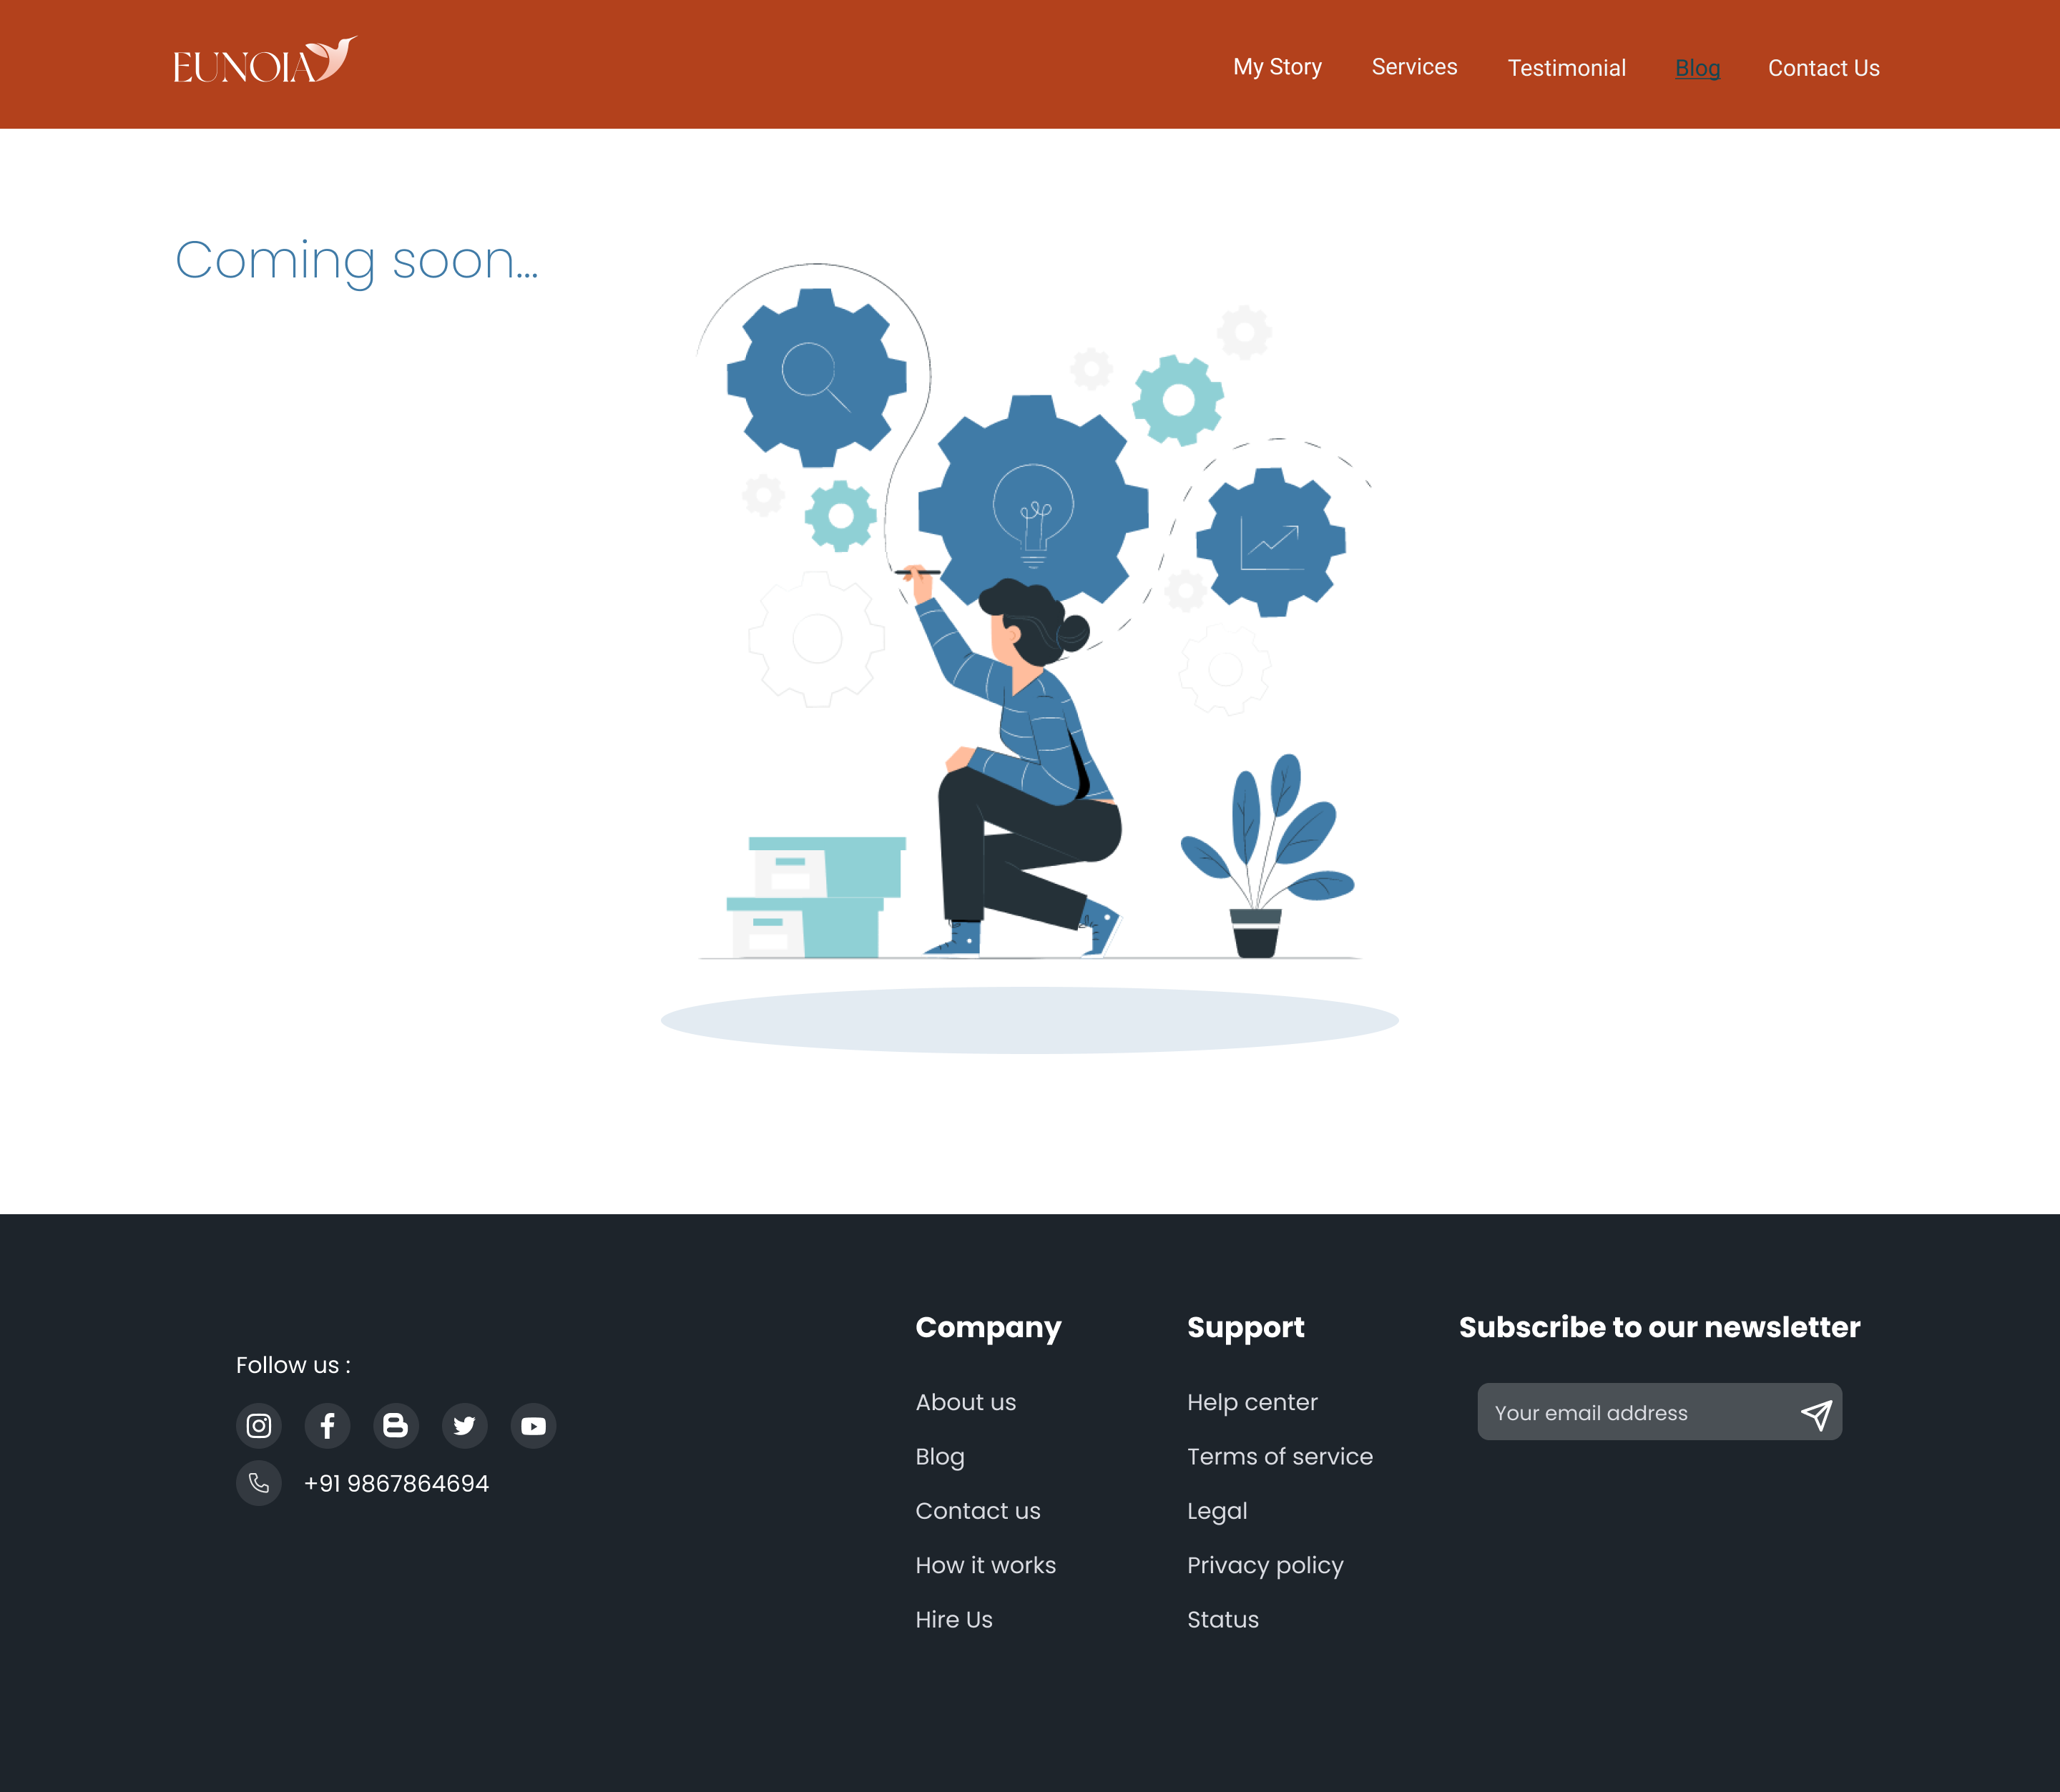 EUNOIA
My Story
Services
Testimonial
Blog
Contact Us
Coming soon...
Follow us :
+91 9867864694
Company
About us
Blog
Contact us
How it works
Hire Us
Support
Help center
Terms of service
Legal
Privacy policy
Status
Subscribe to our newsletter
Your email address